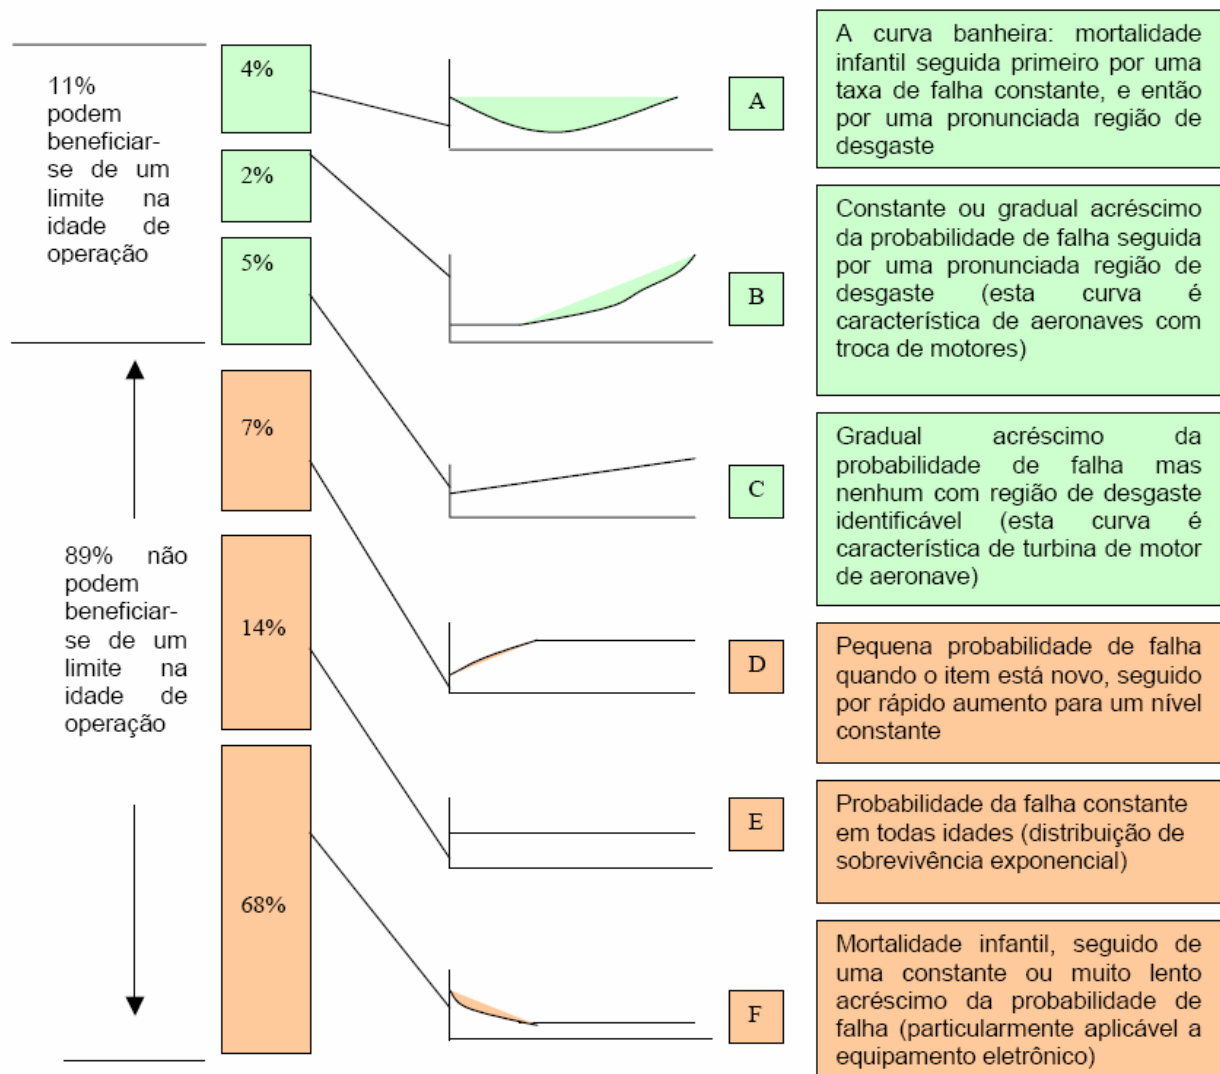 11%
podem
beneficiar-
se de um
limite na
idade de
operação
4%
2%
5%
A
A curva banheira: mortalidade
infantil seguida primeiro por uma
taxa de falha constante, e então
por uma pronunciada região de
desgaste
B
Constante ou gradual acréscimo
da probabilidade de falha seguida
por uma pronunciada região de
desgaste (esta curva é
característica de aeronaves com
troca de motores)
C
Gradual acréscimo da
probabilidade de falha mas
nenhum com região de desgaste
identificável (esta curva é
característica de turbina de motor
de aeronave)
89% não
podem
beneficiar-
se de um
limite na
idade de
operação
7%
14%
68%
D
Pequena probabilidade de falha
quando o item está novo, seguido
por rápido aumento para um nível
constante
E
Probabilidade da falha constante
em todas idades (distribuição de
sobrevivência exponencial)
F
Mortalidade infantil, seguido de
uma constante ou muito lento
acréscimo da probabilidade de
falha (particularmente aplicável a
equipamento eletrônico)